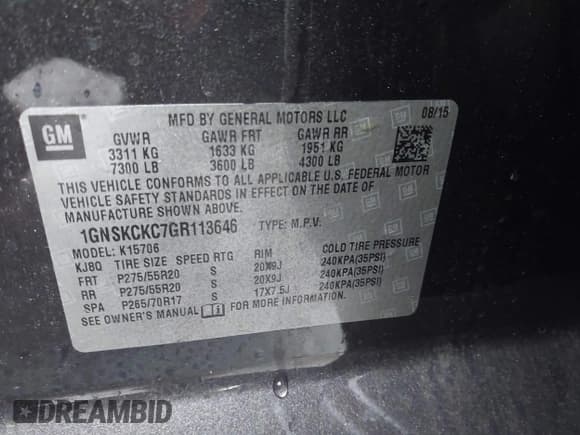 GM
MFD BY GENERAL MOTORS LLC 08/15
GVWR GAWR FRT GAWR RR
3311 KG 1633 KG 1951 KG
7300 LB 3600 LB 4300 LB
THIS VEHICLE CONFORMS TO ALL APPLICABLE U.S. FEDERAL MOTOR
VEHICLE SAFETY STANDARDS IN EFFECT ON THE DATE OF
MANUFACTURE SHOWN ABOVE.
1GNSKCKC7GR113646 TYPE: M.P.V.
MODEL: K15706
KJ8Q TIRE SIZE SPEED RTG RIM COLD TIRE PRESSURE
FRT P275/55R20 S 20X9J 240KPA(35PSI)
RR P275/55R20 S 20X9J 240KPA(35PSI)
SPA P265/70R17 S 17X7.5J 240KPA(35PSI)
SEE OWNER'S MANUAL FOR MORE INFORMATION.
DREAMBID